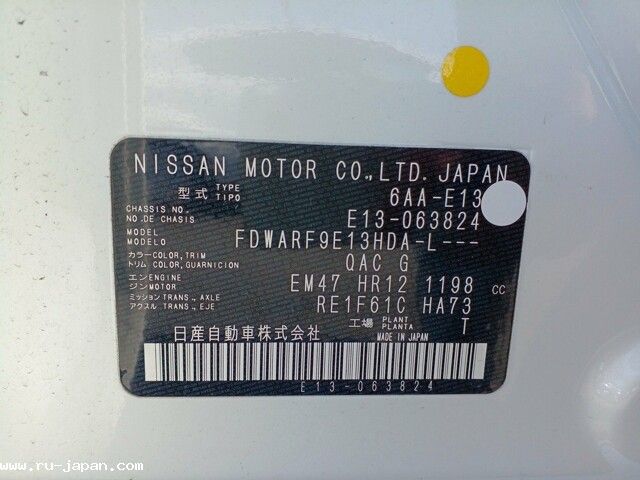 NISSAN MOTOR CO.,LTD. JAPAN
型式 TYPE TIPO 6AA-E13
CHASSIS NO. NO.DE CHASIS E13-063824
MODEL MODELO FDWARF9E13HDA-L---
カラー COLOR, TRIM トリム COLOR, GUARNICION QAC G
エンジン ENGINE MOTOR EM47 HR12 1198 CC
ミッション TRANS., AXLE アクスル TRANS., EJE RE1F61C HA73
工場 PLANT PLANTA T
日産自動車株式会社 MADE IN JAPAN
E13-063824
www.ru-japan.com